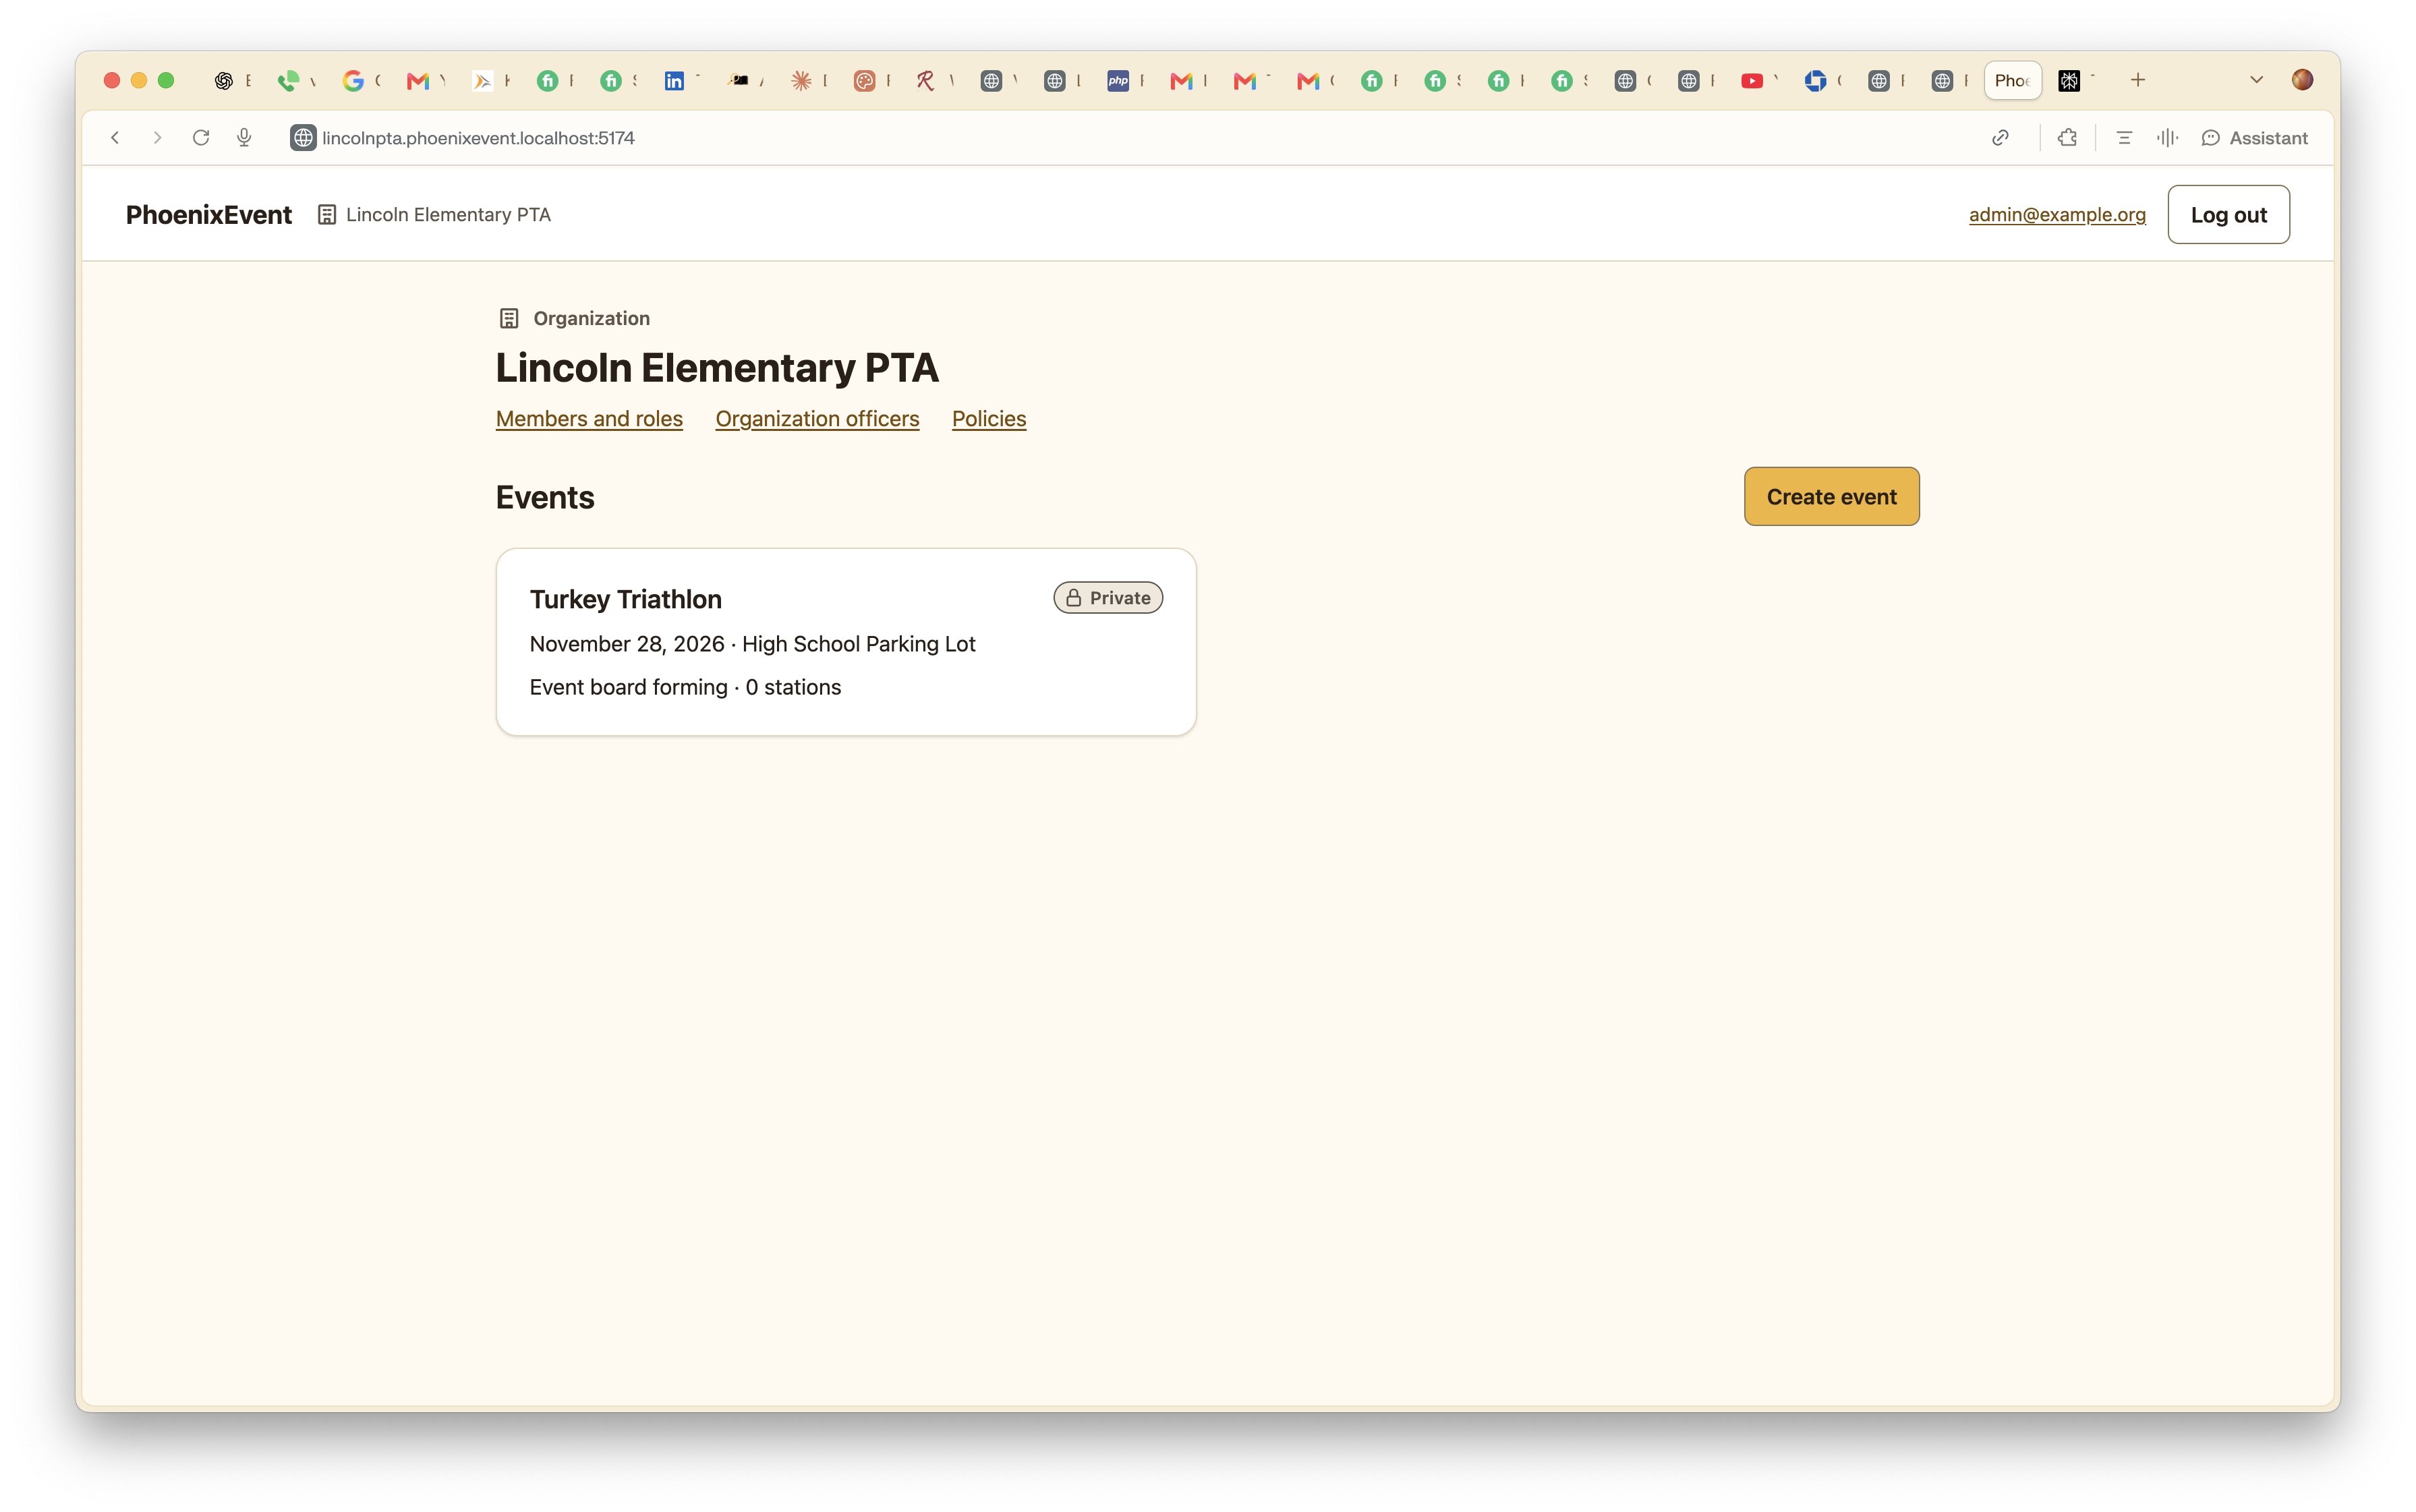 Pho
lincolnpta.phoenixevent.localhost:5174
Assistant
PhoenixEvent
Lincoln Elementary PTA
admin@example.org
Log out
Organization
Lincoln Elementary PTA
Members and roles
Organization officers
Policies
Events
Create event
Turkey Triathlon
Private
November 28, 2026 · High School Parking Lot
Event board forming · 0 stations